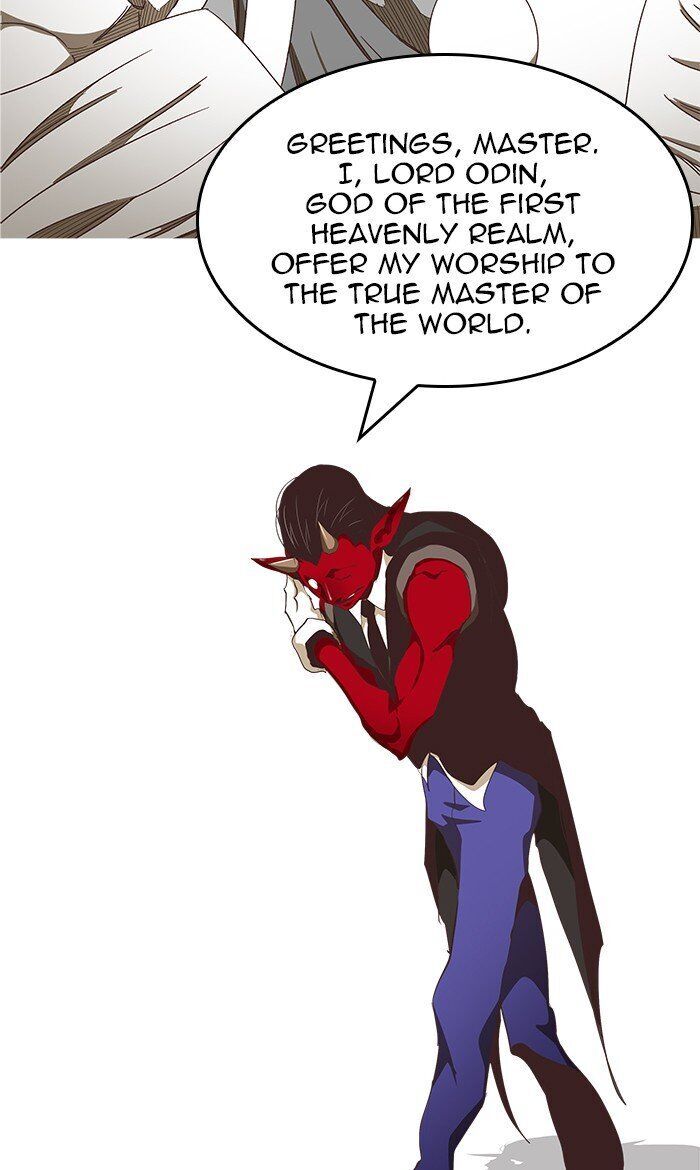 GREETINGS, MASTER.
I, LORD ODIN,
GOD OF THE FIRST
HEAVENLY REALM,
OFFER MY WORSHIP TO
THE TRUE MASTER OF
THE WORLD.